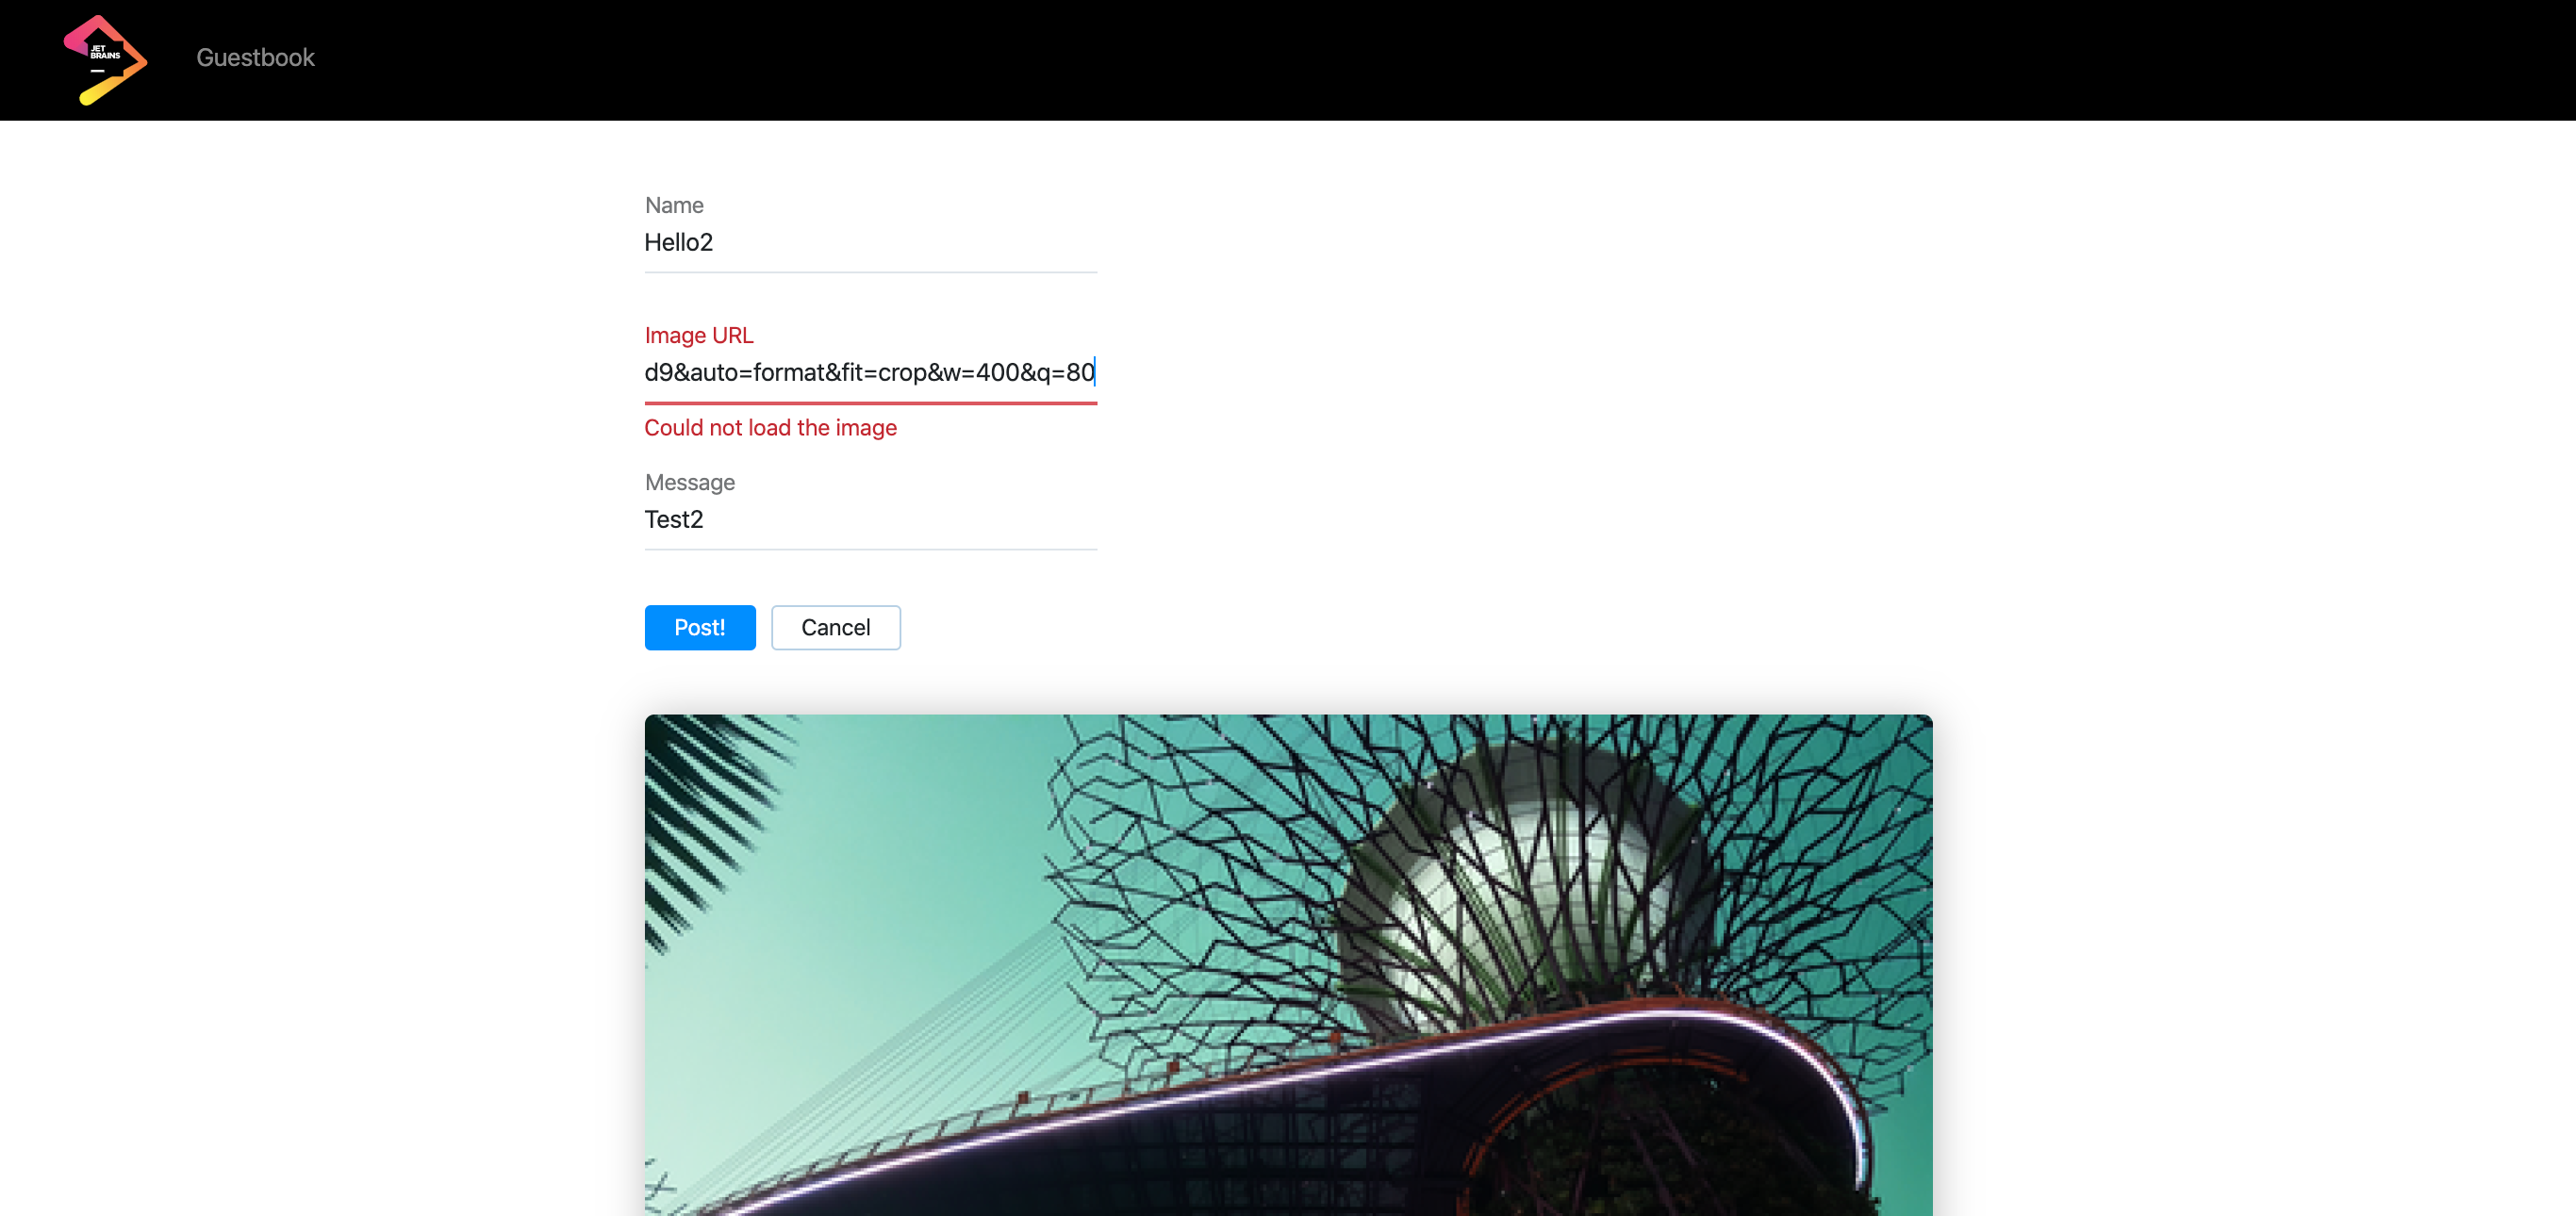 JET
BRAINS
Guestbook
Name
Hello2
Image URL
d9&auto=format&fit=crop&w=400&q=80
Could not load the image
Message
Test2
Post!
Cancel